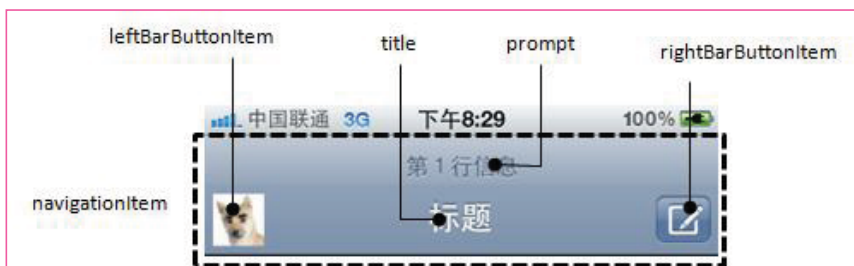 leftBarButtonItem title prompt rightBarButtonItem
中国联通 3G 下午8:29 100%
第1行信息
navigationItem 标题